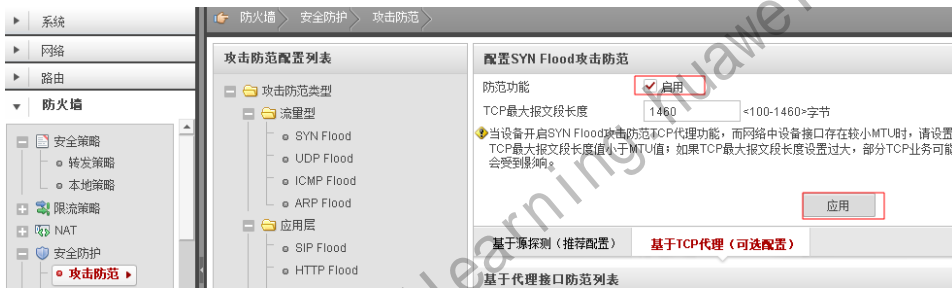 系统
网络
路由
防火墙
安全策略
转发策略
本地策略
限流策略
NAT
安全防护
攻击防范
防火墙 安全防护 攻击防范
攻击防范配置列表
攻击防范类型
流量型
SYN Flood
UDP Flood
ICMP Flood
ARP Flood
应用层
SIP Flood
HTTP Flood
配置SYN Flood攻击防范
防范功能 启用
TCP最大报文段长度 1460 <100-1460>字节
当设备开启SYN Flood攻击防范TCP代理功能，而网络中设备接口存在较小MTU时，请设置
TCP最大报文段长度值小于MTU值；如果TCP最大报文段长度设置过大，部分TCP业务可能
会受到影响。
应用
基于源探测（推荐配置） 基于TCP代理（可选配置）
基于代理接口防范列表
learning huawei